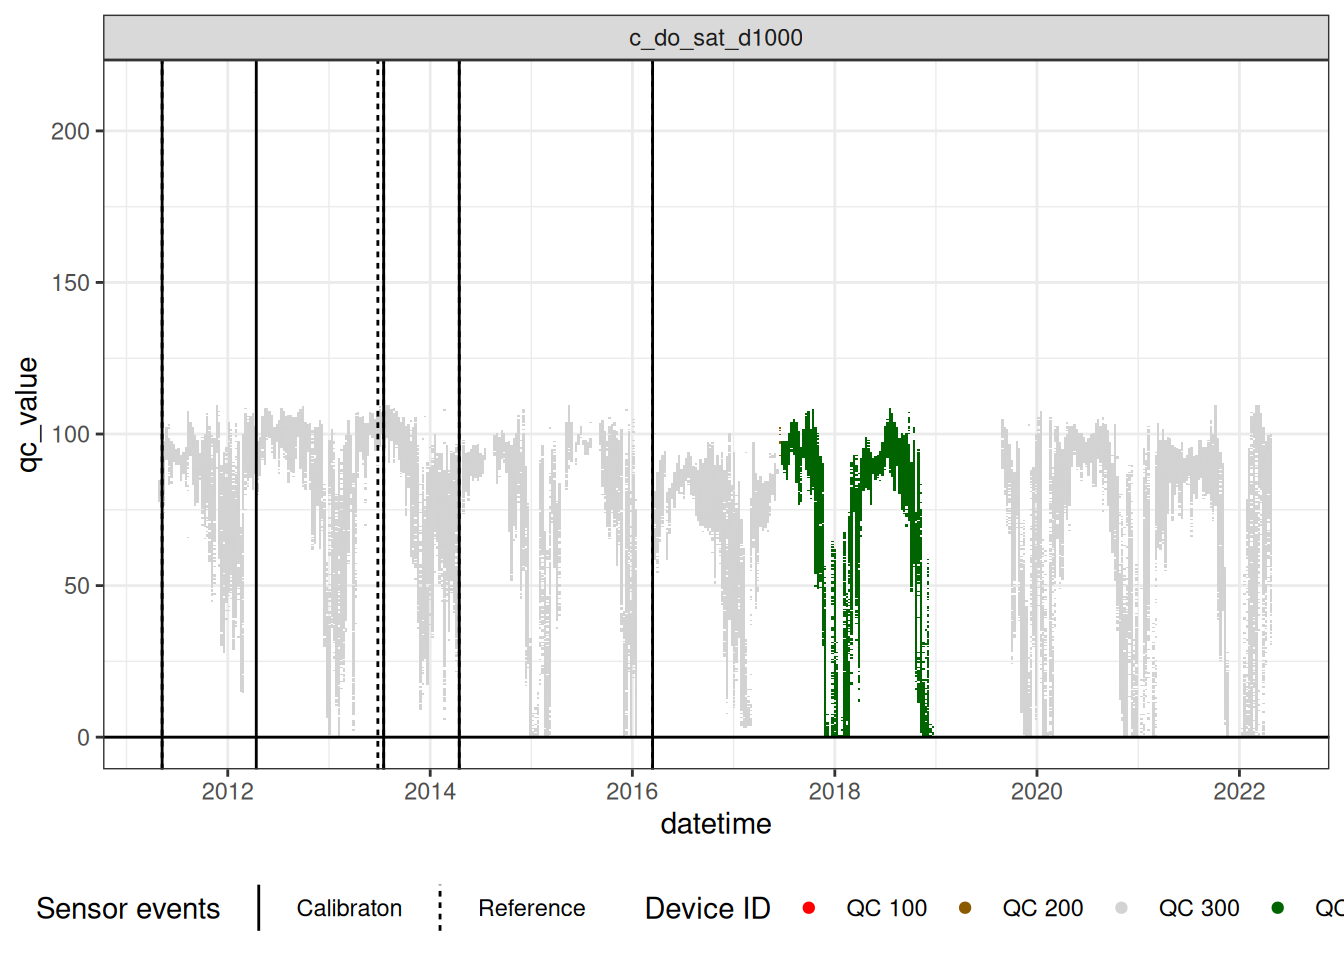 c_do_sat_d1000
qc_value
200
150
100
50
0
2012 2014 2016 2018 2020 2022
datetime
Sensor events Calibraton Reference Device ID QC 100 QC 200 QC 300